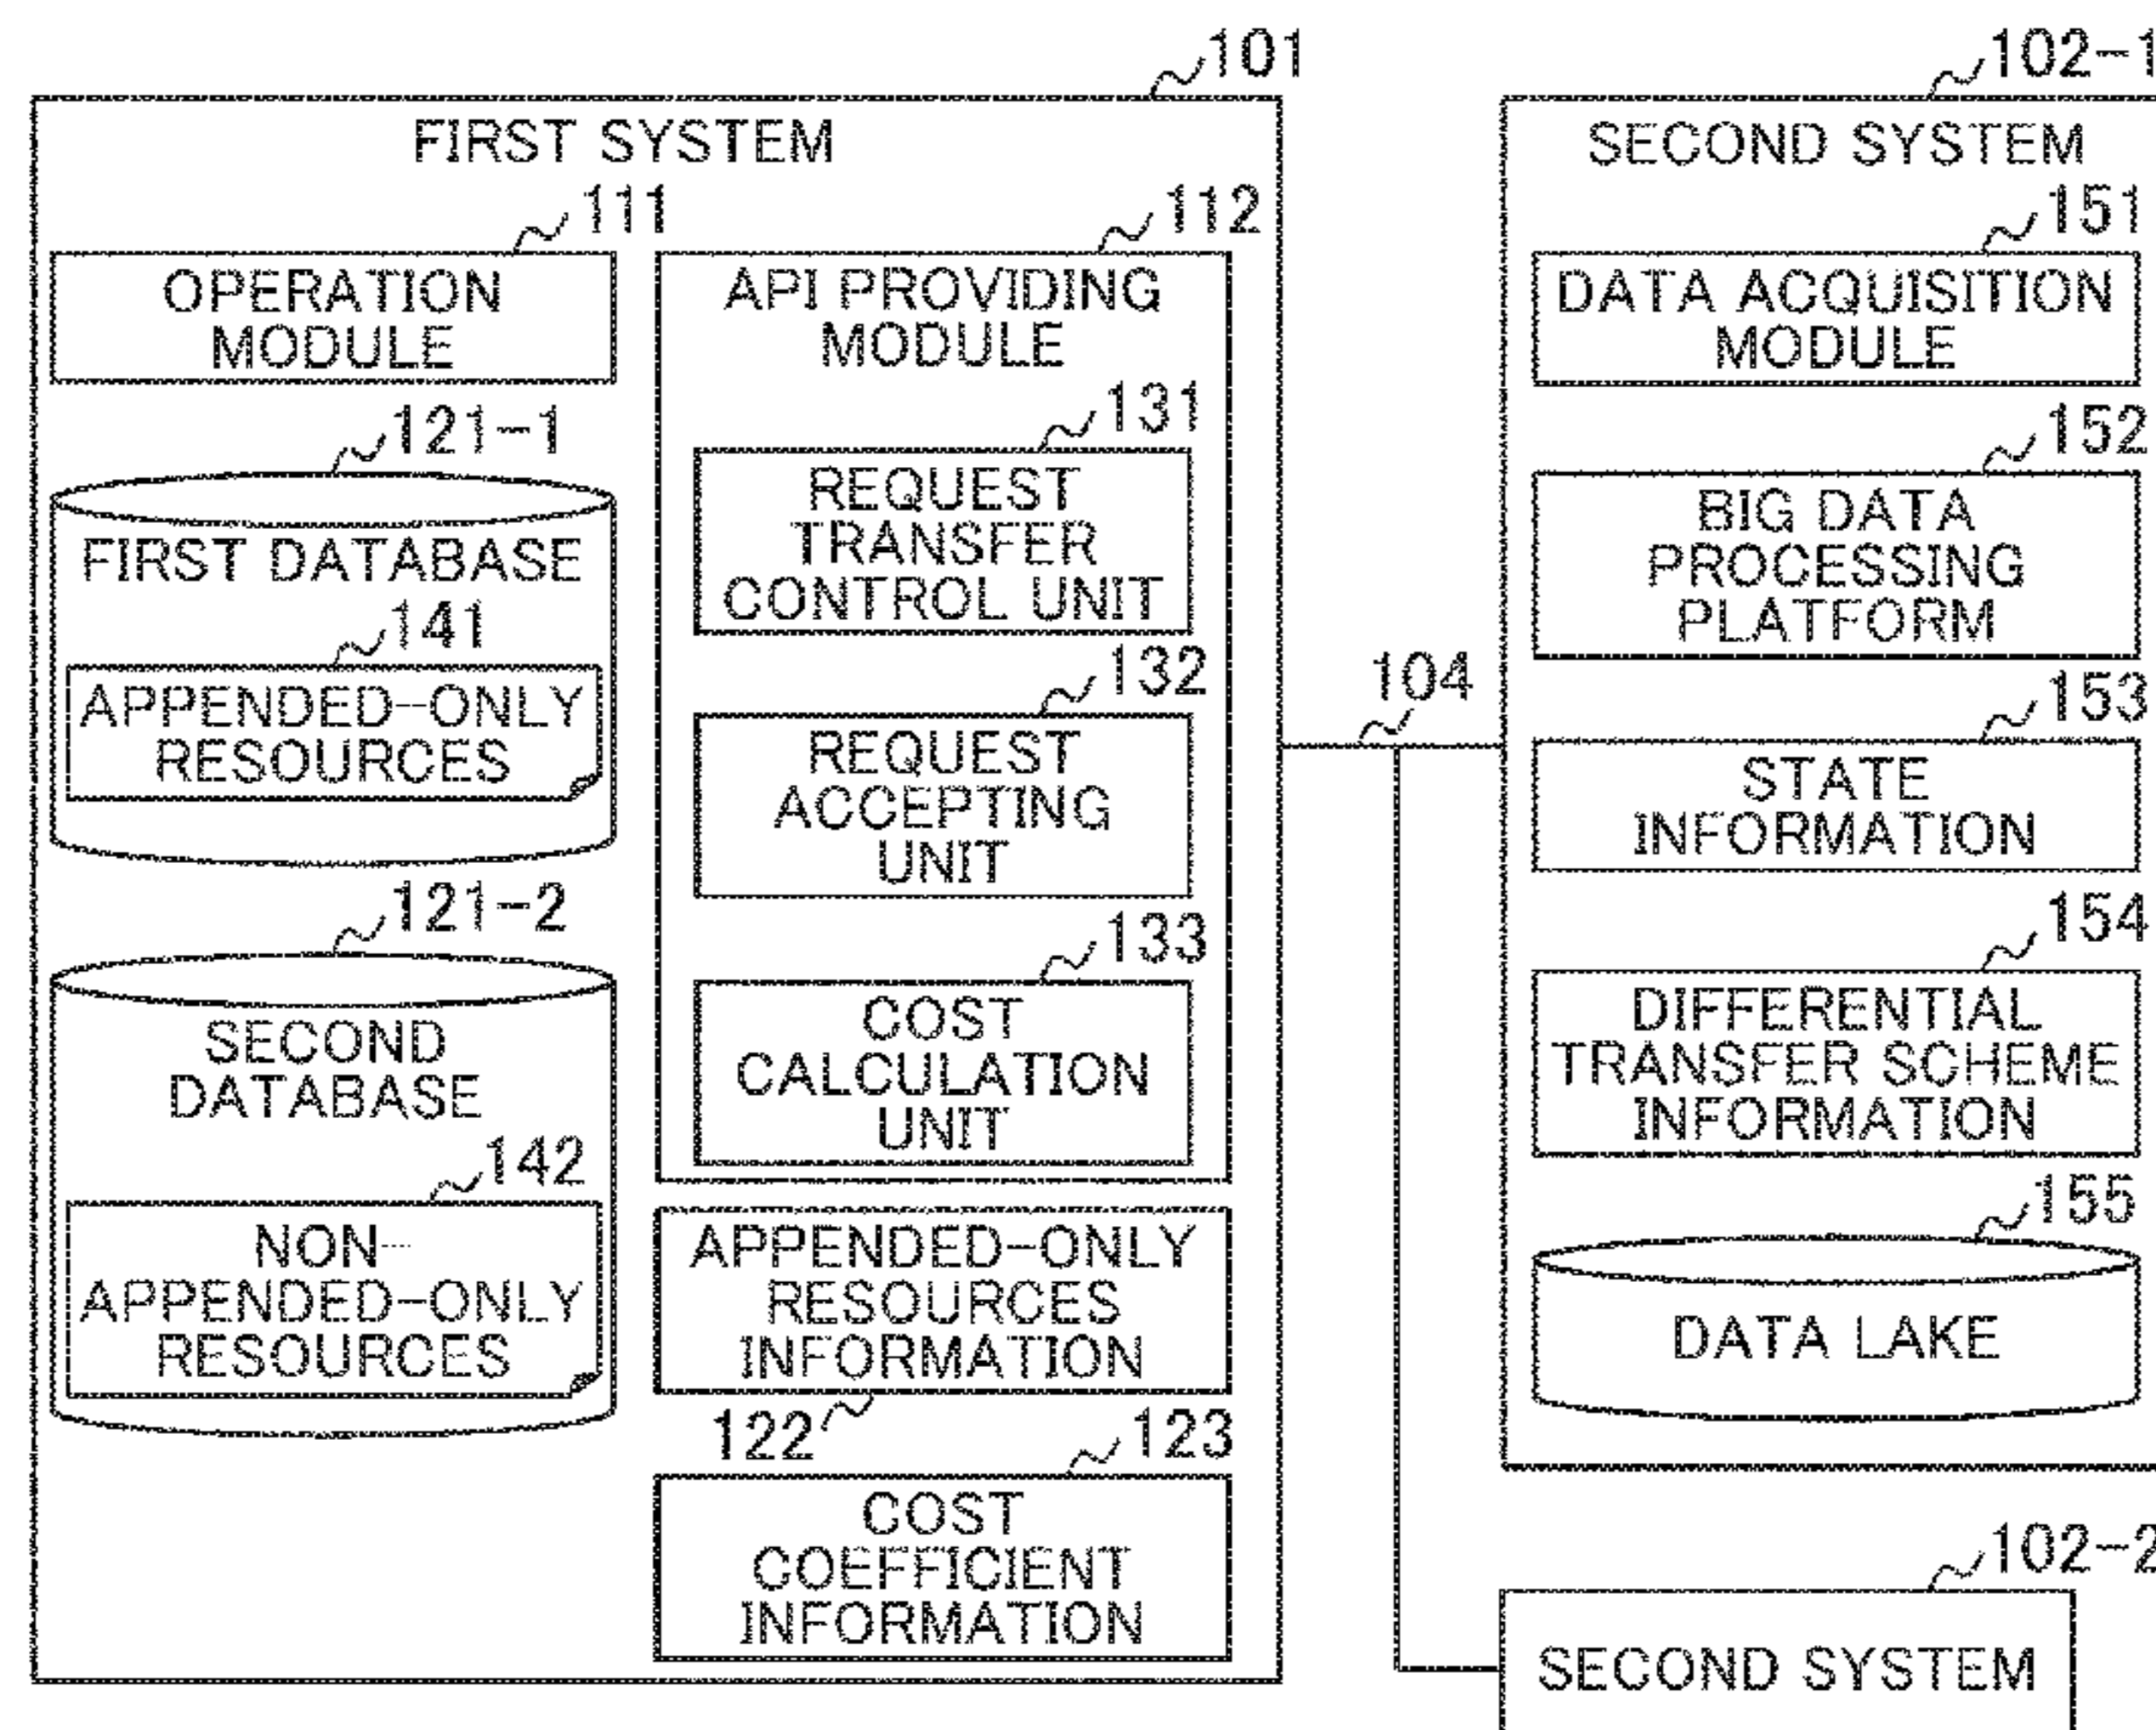 101
FIRST SYSTEM
111
OPERATION
MODULE
121-1
FIRST DATABASE
141
APPENDED-ONLY
RESOURCES
121-2
SECOND
DATABASE
142
NON-
APPENDED-ONLY
RESOURCES
112
API PROVIDING
MODULE
131
REQUEST
TRANSFER
CONTROL UNIT
132
REQUEST
ACCEPTING
UNIT
133
COST
CALCULATION
UNIT
APPENDED-ONLY
RESOURCES
INFORMATION
122
123
COST
COEFFICIENT
INFORMATION
104
102-1
SECOND SYSTEM
151
DATA ACQUISITION
MODULE
152
BIG DATA
PROCESSING
PLATFORM
153
STATE
INFORMATION
154
DIFFERENTIAL
TRANSFER SCHEME
INFORMATION
155
DATA LAKE
102-2
SECOND SYSTEM